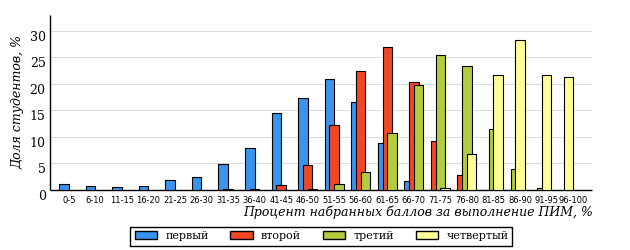 Доля студентов, %
30
25
20
15
10
5
0
0-5 6-10 11-15 16-20 21-25 26-30 31-35 36-40 41-45 46-50 51-55 56-60 61-65 66-70 71-75 76-80 81-85 86-90 91-95 96-100
Процент набранных баллов за выполнение ПИМ, %
первый второй третий четвертый